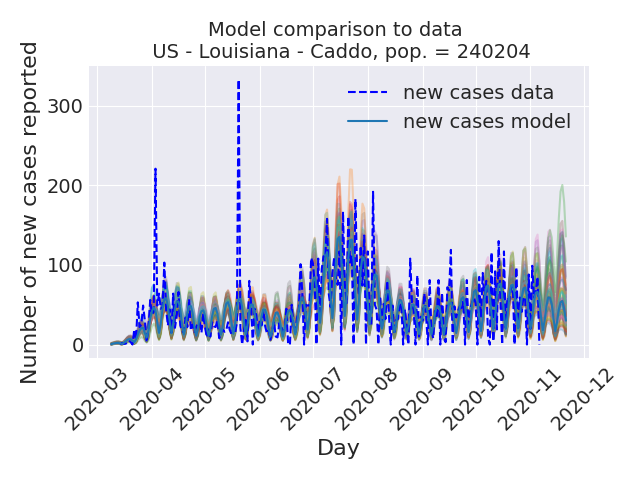 Model comparison to data
US - Louisiana - Caddo, pop. = 240204
Number of new cases reported
300
200
100
0
new cases data
new cases model
2020-03
2020-04
2020-05
2020-06
2020-07
2020-08
2020-09
2020-10
2020-11
2020-12
Day